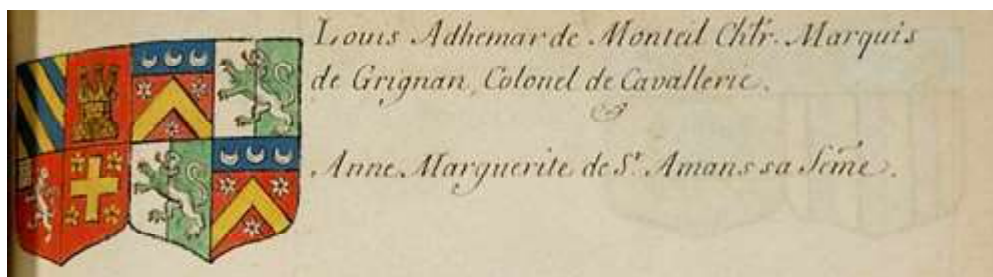 Louis Adhemar de Monteil Chlr. Marquis
de Grignan, Colonel de Cavallerie.
Anne Marguerite de St. Amans sa feme.